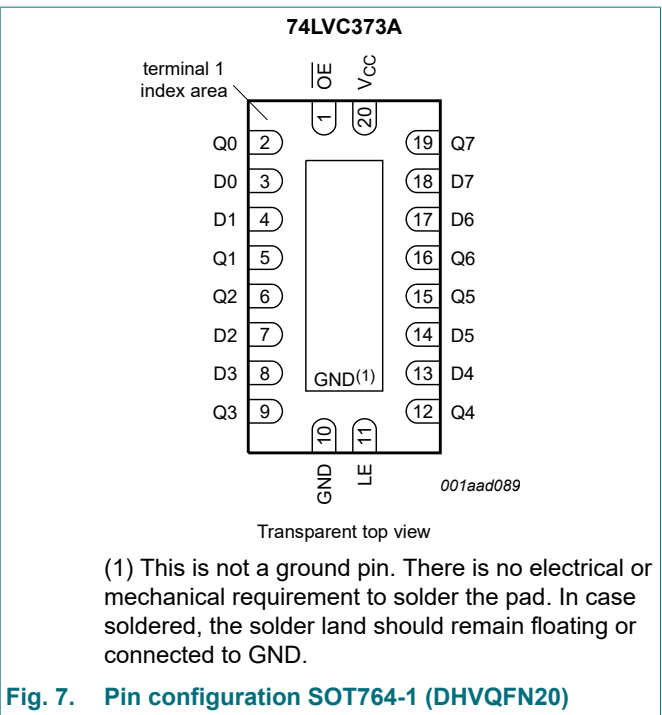 74LVC373A
terminal 1
index area
OE
VCC
1
20
Q0 2
19 Q7
D0 3
18 D7
D1 4
17 D6
Q1 5
16 Q6
Q2 6
15 Q5
D2 7
14 D5
D3 8
13 D4
GND(1)
Q3 9
12 Q4
10
11
GND
LE
001aad089
Transparent top view
(1) This is not a ground pin. There is no electrical or
mechanical requirement to solder the pad. In case
soldered, the solder land should remain floating or
connected to GND.
Fig. 7. Pin configuration SOT764-1 (DHVQFN20)